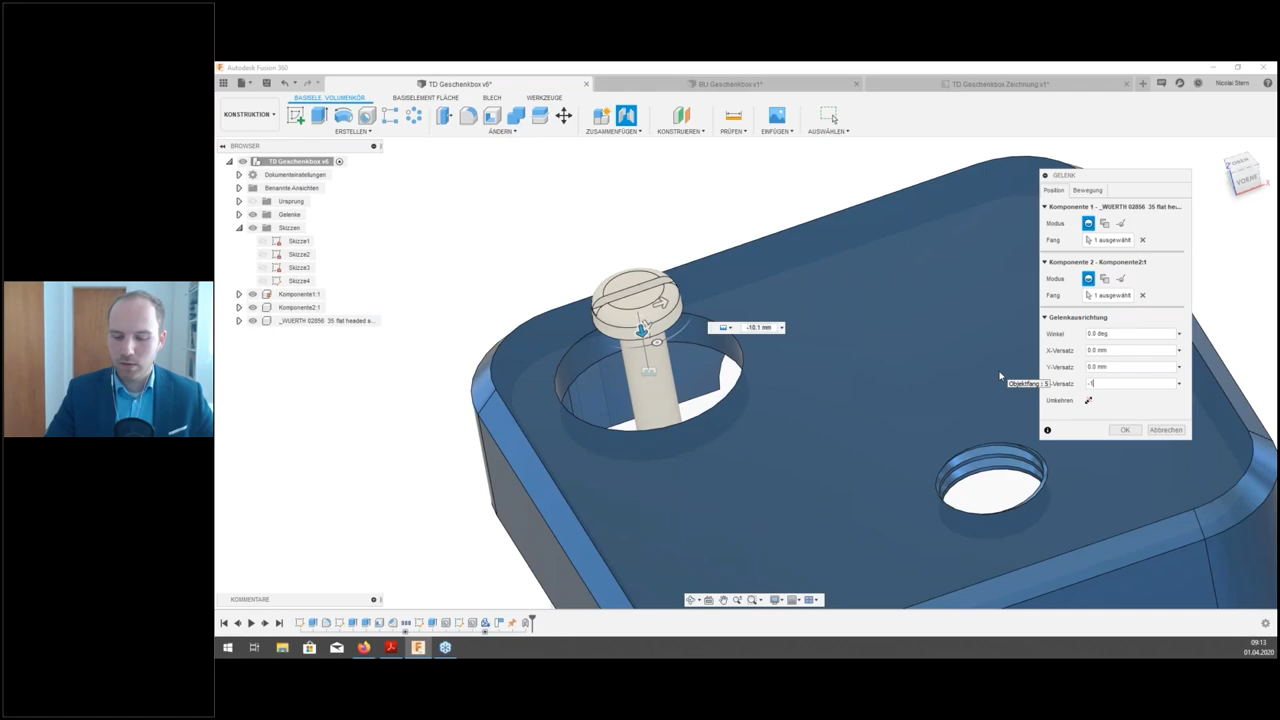 Autodesk Fusion 360
TD Geschenkbox v6*
BU Geschenkbox v1*
TD Geschenkbox Zeichnung v1*
Nicolai Stern
BASISELE. VOLUMENKÖR.
BASISELEMENT FLÄCHE
BLECH
WERKZEUGE
KONSTRUKTION
ERSTELLEN
ÄNDERN
ZUSAMMENFÜGEN
KONSTRUIEREN
PRÜFEN
EINFÜGEN
AUSWÄHLEN
BROWSER
TD Geschenkbox v6
Dokumenteinstellungen
Benannte Ansichten
Ursprung
Gelenke
Skizzen
Skizze1
Skizze2
Skizze3
Skizze4
Komponente1:1
Komponente2:1
_WUERTH 02856 35 flat headed s...
OBEN
VORNE
X
-10.1 mm
GELENK
Position
Bewegung
Komponente 1 - _WUERTH 02856 35 flat he...
Modus
Fang
1 ausgewählt
Komponente 2 - Komponente2:1
Modus
Fang
1 ausgewählt
Gelenkausrichtung
Winkel
0.0 deg
X-Versatz
0.0 mm
Y-Versatz
0.0 mm
Objektfang : S
-Versatz
-1
Umkehren
OK
Abbrechen
KOMMENTARE
09:13
01.04.2020